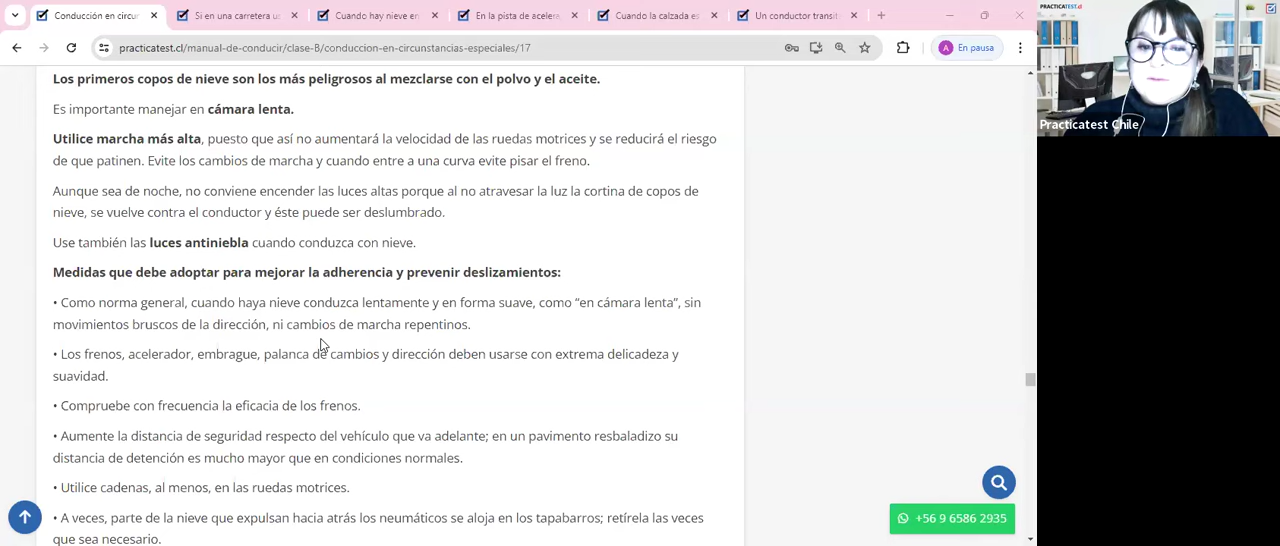 Conducción en circur
Si en una carretera us
Cuando hay nieve en
En la pista de acelera
Cuando la calzada es
Un conductor transit
practicatest.cl/manual-de-conducir/clase-B/conduccion-en-circunstancias-especiales/17
A
En pausa
PRACTICATEST.cl
Practicatest Chile
Los primeros copos de nieve son los más peligrosos al mezclarse con el polvo y el aceite.
Es importante manejar en cámara lenta.
Utilice marcha más alta, puesto que así no aumentará la velocidad de las ruedas motrices y se reducirá el riesgo
de que patinen. Evite los cambios de marcha y cuando entre a una curva evite pisar el freno.
Aunque sea de noche, no conviene encender las luces altas porque al no atravesar la luz la cortina de copos de
nieve, se vuelve contra el conductor y éste puede ser deslumbrado.
Use también las luces antiniebla cuando conduzca con nieve.
Medidas que debe adoptar para mejorar la adherencia y prevenir deslizamientos:
• Como norma general, cuando haya nieve conduzca lentamente y en forma suave, como “en cámara lenta”, sin
movimientos bruscos de la dirección, ni cambios de marcha repentinos.
• Los frenos, acelerador, embrague, palanca de cambios y dirección deben usarse con extrema delicadeza y
suavidad.
• Compruebe con frecuencia la eficacia de los frenos.
• Aumente la distancia de seguridad respecto del vehículo que va adelante; en un pavimento resbaladizo su
distancia de detención es mucho mayor que en condiciones normales.
• Utilice cadenas, al menos, en las ruedas motrices.
• A veces, parte de la nieve que expulsan hacia atrás los neumáticos se aloja en los tapabarros; retírela las veces
que sea necesario.
+56 9 6586 2935